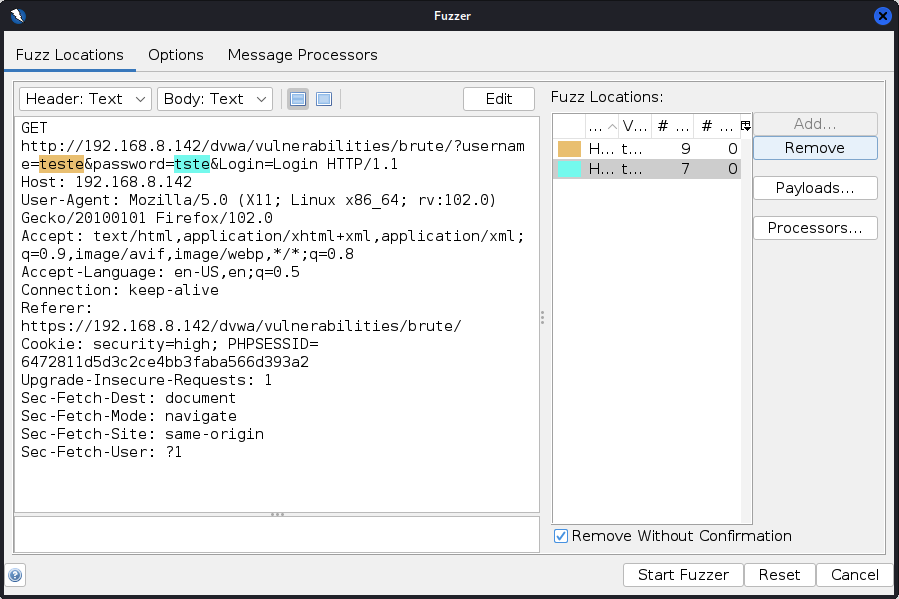 Fuzzer
Fuzz Locations Options Message Processors
Header: Text Body: Text Edit
GET
http://192.168.8.142/dvwa/vulnerabilities/brute/?usernam
e=teste&password=tste&Login=Login HTTP/1.1
Host: 192.168.8.142
User-Agent: Mozilla/5.0 (X11; Linux x86_64; rv:102.0)
Gecko/20100101 Firefox/102.0
Accept: text/html,application/xhtml+xml,application/xml;
q=0.9,image/avif,image/webp,*/*;q=0.8
Accept-Language: en-US,en;q=0.5
Connection: keep-alive
Referer:
https://192.168.8.142/dvwa/vulnerabilities/brute/
Cookie: security=high; PHPSESSID=
6472811d5d3c2ce4bb3faba566d393a2
Upgrade-Insecure-Requests: 1
Sec-Fetch-Dest: document
Sec-Fetch-Mode: navigate
Sec-Fetch-Site: same-origin
Sec-Fetch-User: ?1
Fuzz Locations:
... V... # ... # ...
H... t... 9 0
H... t... 7 0
Add...
Remove
Payloads...
Processors...
Remove Without Confirmation
Start Fuzzer Reset Cancel